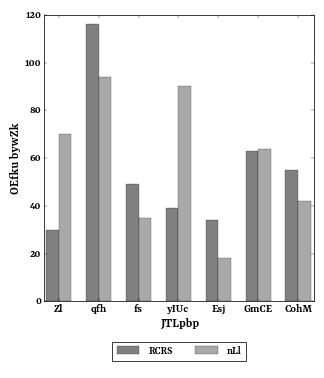 120
100
80
60
40
20
0
OEfku bywZk
Zl qfh fs yIUc Esj GmCE CohM
JTLpbp
RCRS nLl